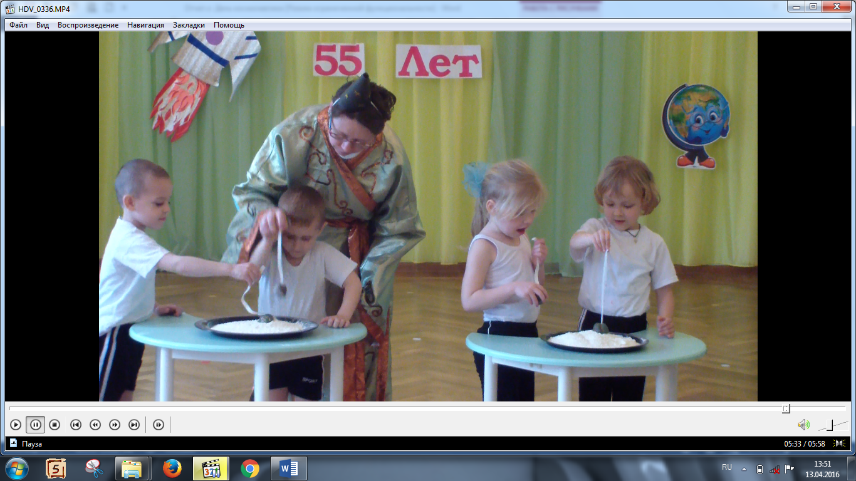 HDV_0336.MP4
Файл Вид Воспроизведение Навигация Закладки Помощь
55 Лет
Пауза
05:33 / 05:58
RU
13:51
13.04.2016